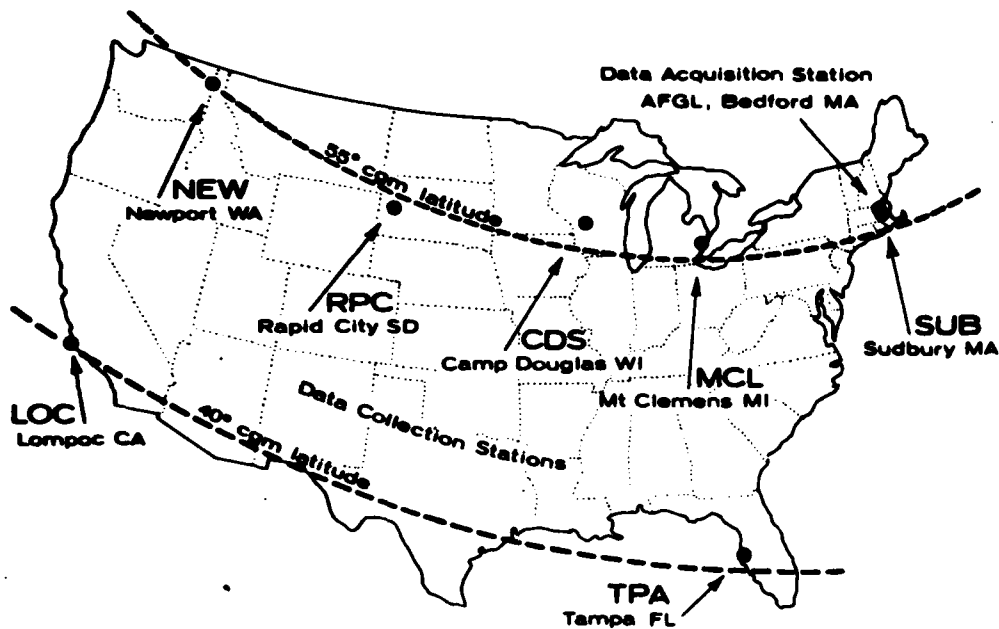 Data Acquisition Station
AFGL, Bedford MA
NEW
Newport WA
55° cgm latitude
RPC
Rapid City SD
CDS
Camp Douglas WI
MCL
Mt Clemens MI
SUB
Sudbury MA
LOC
Lompoc CA
40° cgm latitude
Data Collection Stations
TPA
Tampa FL